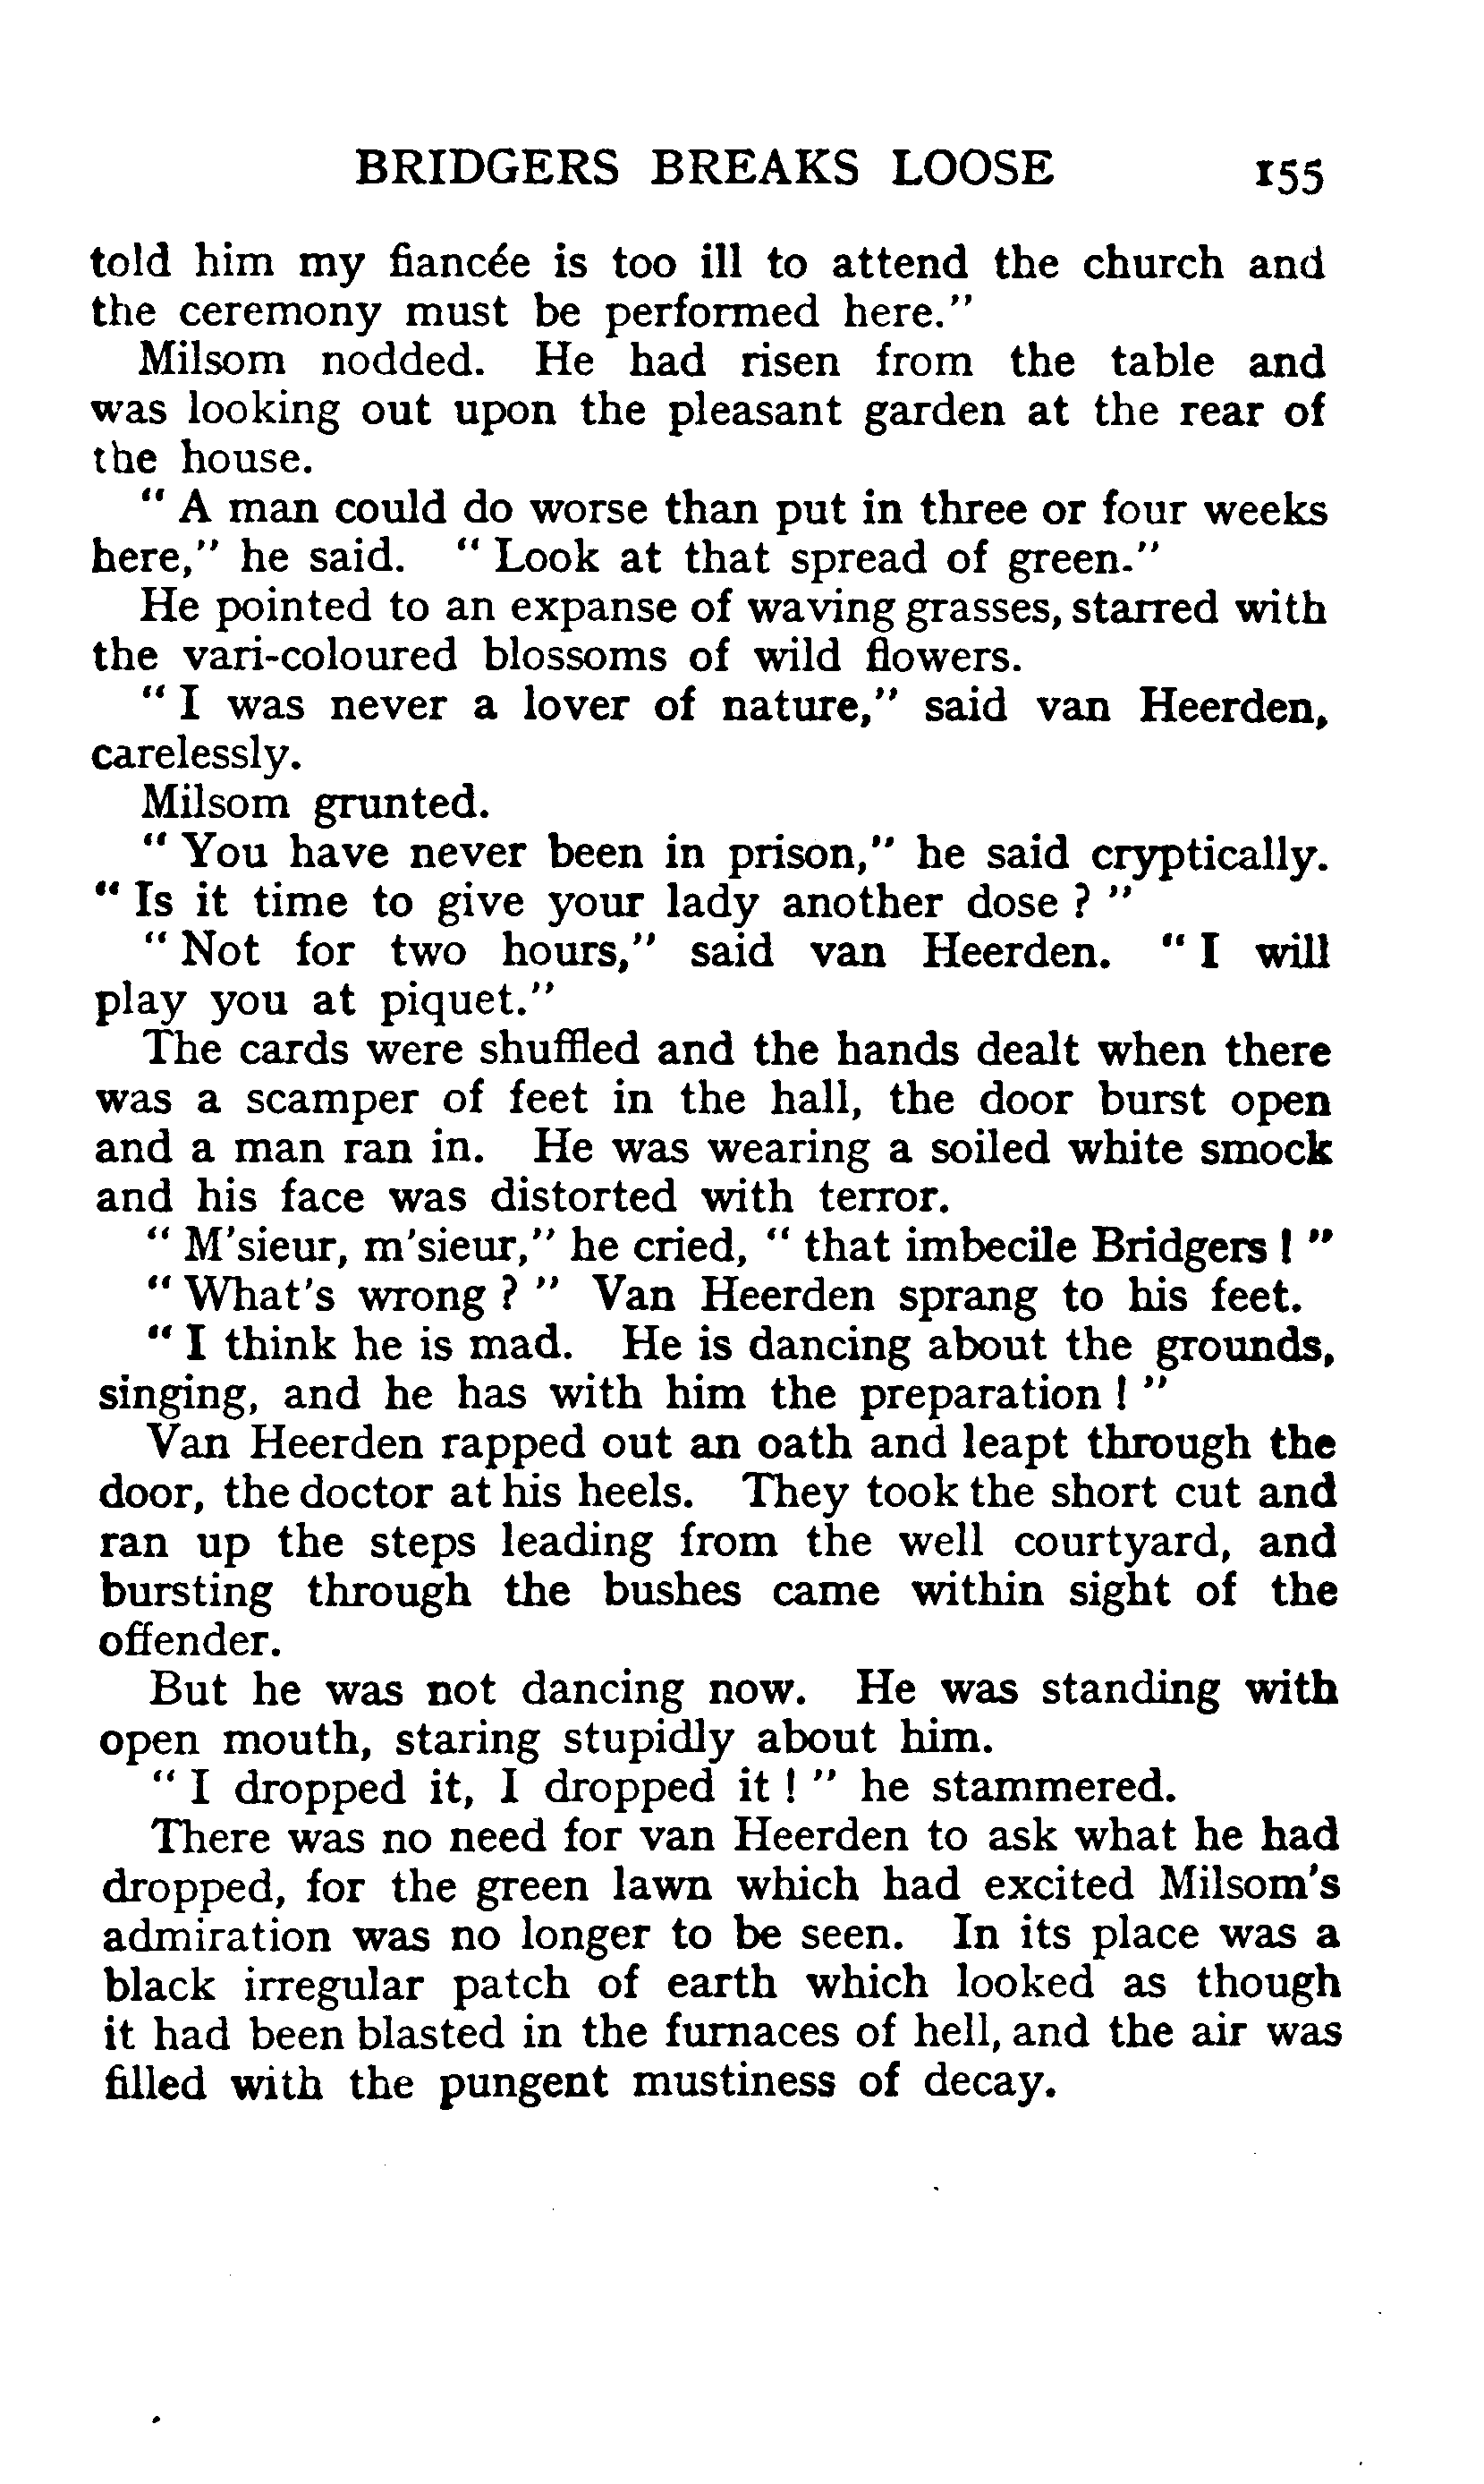 BRIDGERS BREAKS LOOSE 155
told him my fiancée is too ill to attend the church and
the ceremony must be performed here."
Milsom nodded. He had risen from the table and
was looking out upon the pleasant garden at the rear of
the house.
" A man could do worse than put in three or four weeks
here," he said. " Look at that spread of green."
He pointed to an expanse of waving grasses, starred with
the vari-coloured blossoms of wild flowers.
" I was never a lover of nature," said van Heerden,
carelessly.
Milsom grunted.
" You have never been in prison," he said cryptically.
" Is it time to give your lady another dose ? "
" Not for two hours," said van Heerden. " I will
play you at piquet."
The cards were shuffled and the hands dealt when there
was a scamper of feet in the hall, the door burst open
and a man ran in. He was wearing a soiled white smock
and his face was distorted with terror.
" M'sieur, m'sieur," he cried, " that imbecile Bridgers ! "
" What's wrong ? " Van Heerden sprang to his feet.
" I think he is mad. He is dancing about the grounds,
singing, and he has with him the preparation ! "
Van Heerden rapped out an oath and leapt through the
door, the doctor at his heels. They took the short cut and
ran up the steps leading from the well courtyard, and
bursting through the bushes came within sight of the
offender.
But he was not dancing now. He was standing with
open mouth, staring stupidly about him.
" I dropped it, I dropped it ! " he stammered.
There was no need for van Heerden to ask what he had
dropped, for the green lawn which had excited Milsom's
admiration was no longer to be seen. In its place was a
black irregular patch of earth which looked as though
it had been blasted in the furnaces of hell, and the air was
filled with the pungent mustiness of decay.